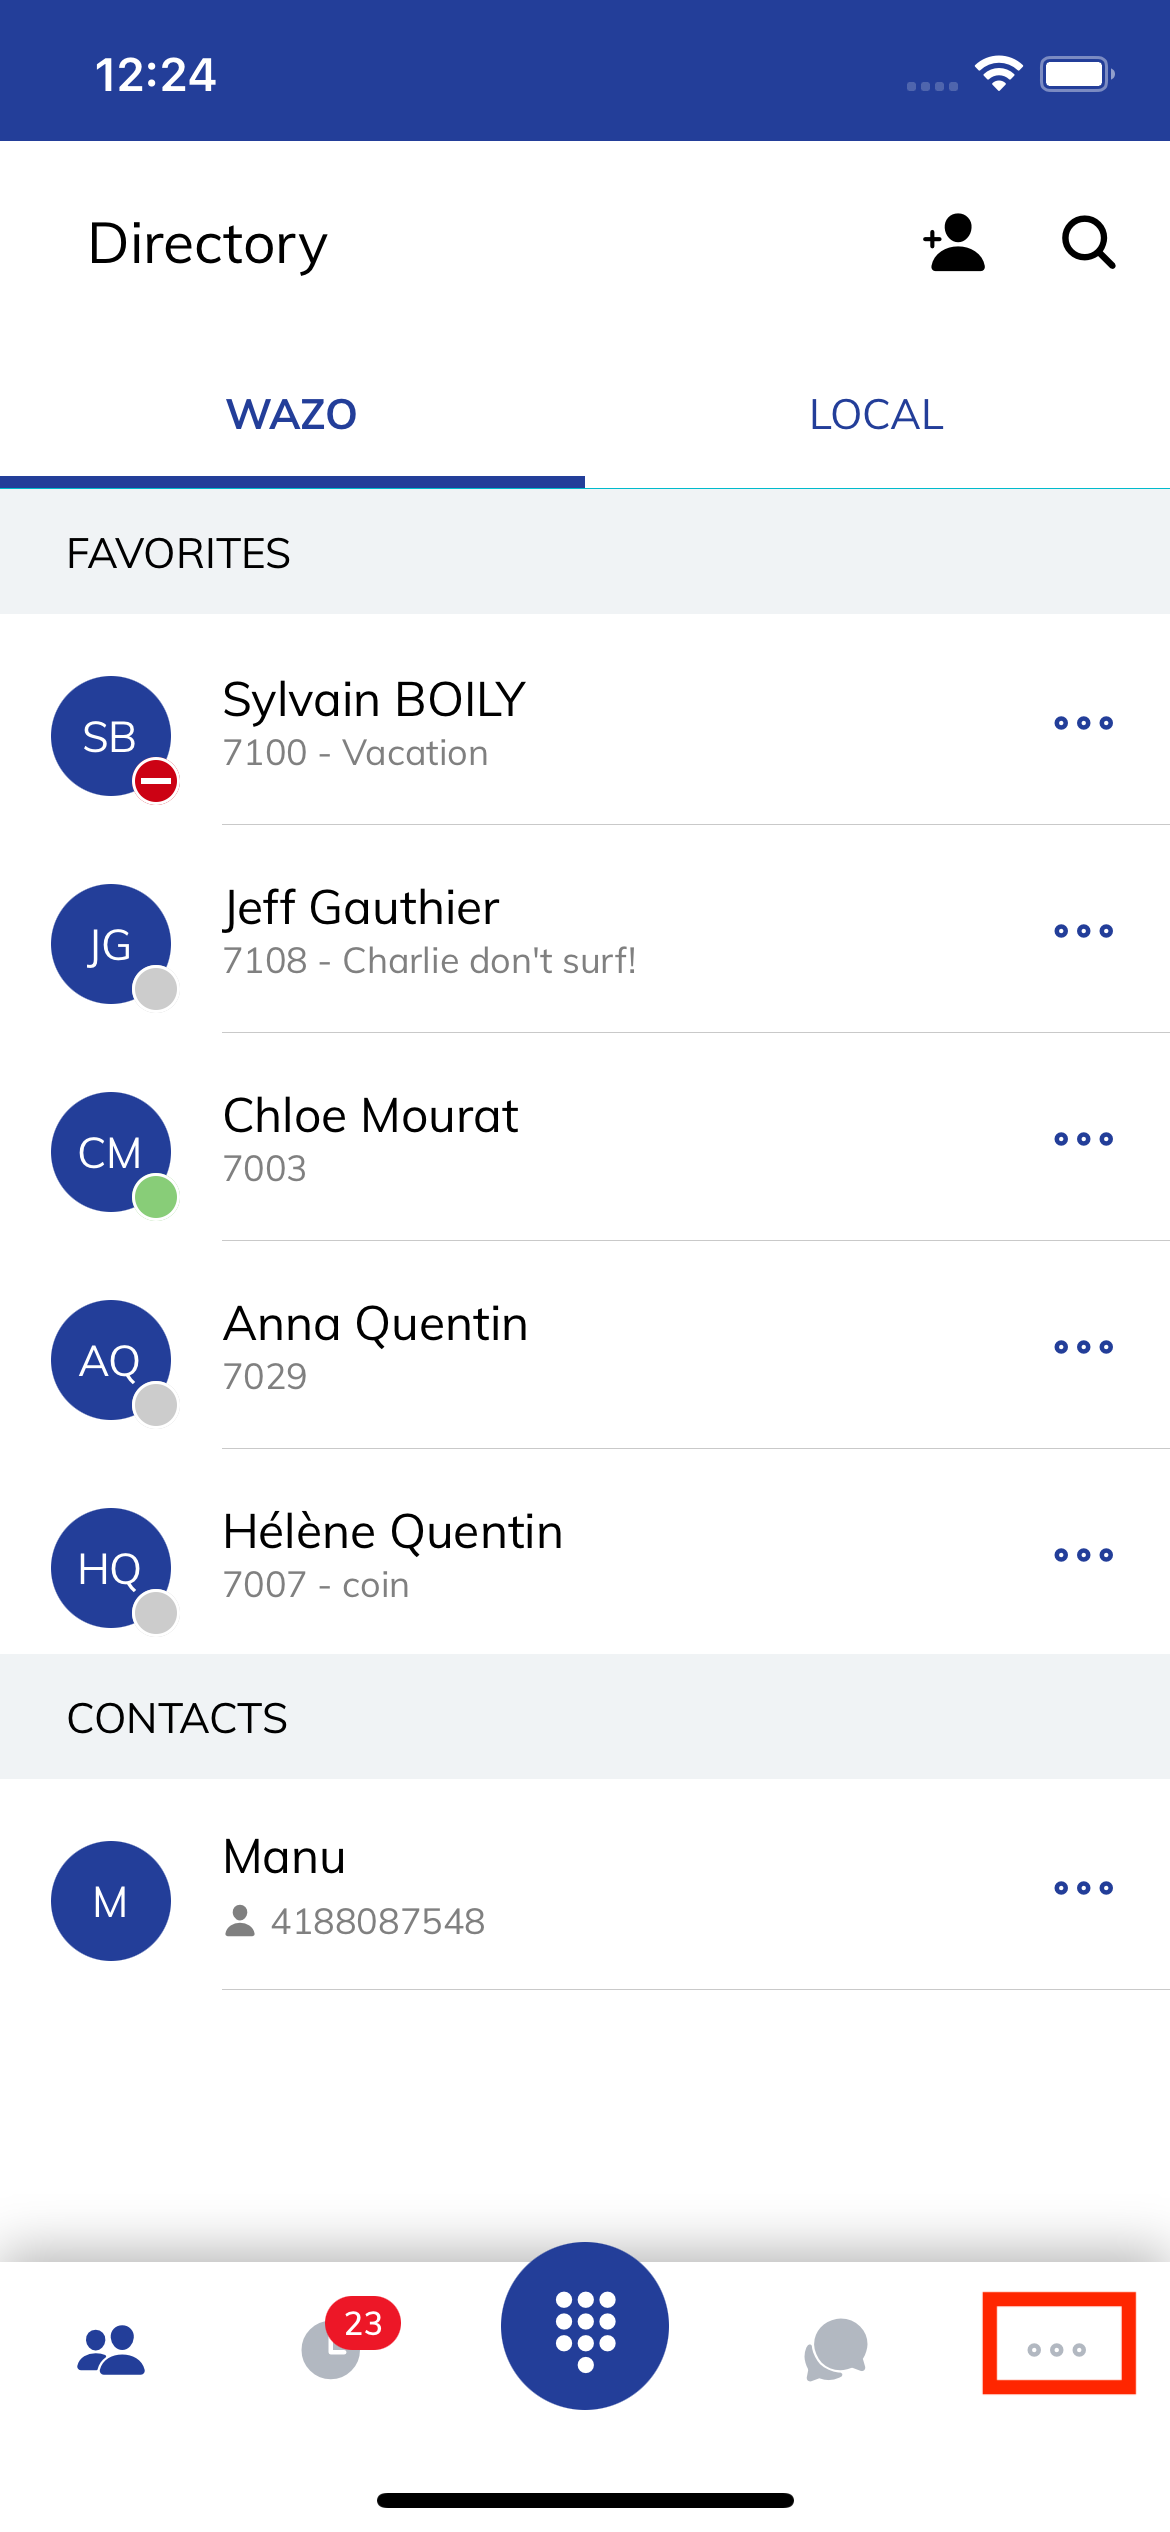 12:24
Directory
WAZO
LOCAL
FAVORITES
SB
Sylvain BOILY
7100 - Vacation
JG
Jeff Gauthier
7108 - Charlie don't surf!
CM
Chloe Mourat
7003
AQ
Anna Quentin
7029
HQ
Hélène Quentin
7007 - coin
CONTACTS
M
Manu
4188087548
23